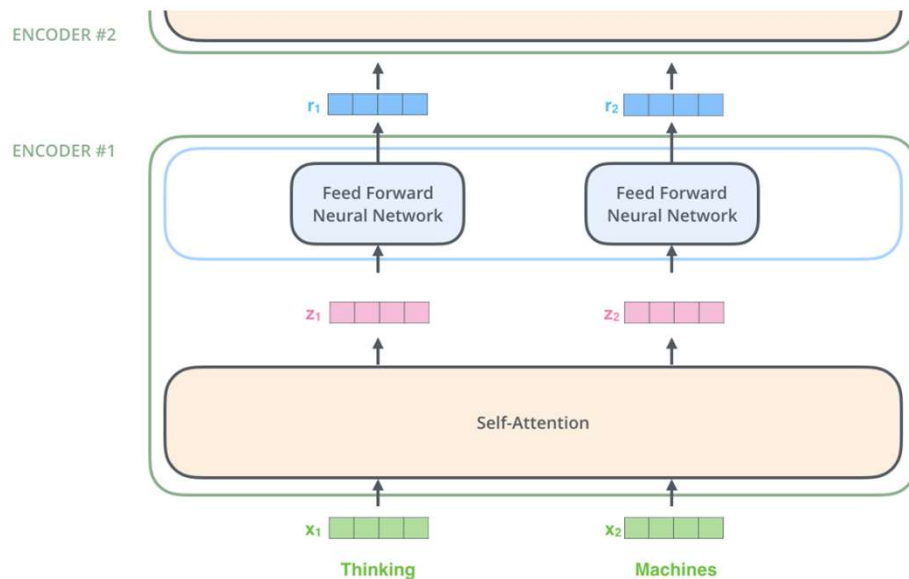 ENCODER #2
r₁
r₂
ENCODER #1
Feed Forward
Neural Network
Feed Forward
Neural Network
z₁
z₂
Self-Attention
x₁
x₂
Thinking
Machines